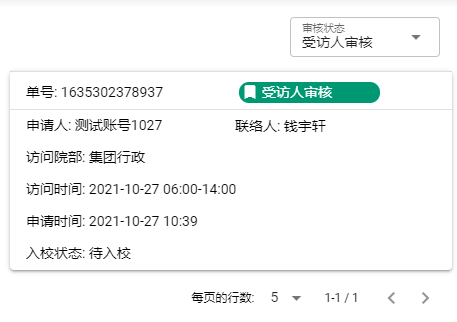 审核状态
受访人审核
单号: 1635302378937 受访人审核
申请人: 测试账号1027 联络人: 钱宇轩
访问院部: 集团行政
访问时间: 2021-10-27 06:00-14:00
申请时间: 2021-10-27 10:39
入校状态: 待入校
每页的行数: 5 1-1 / 1